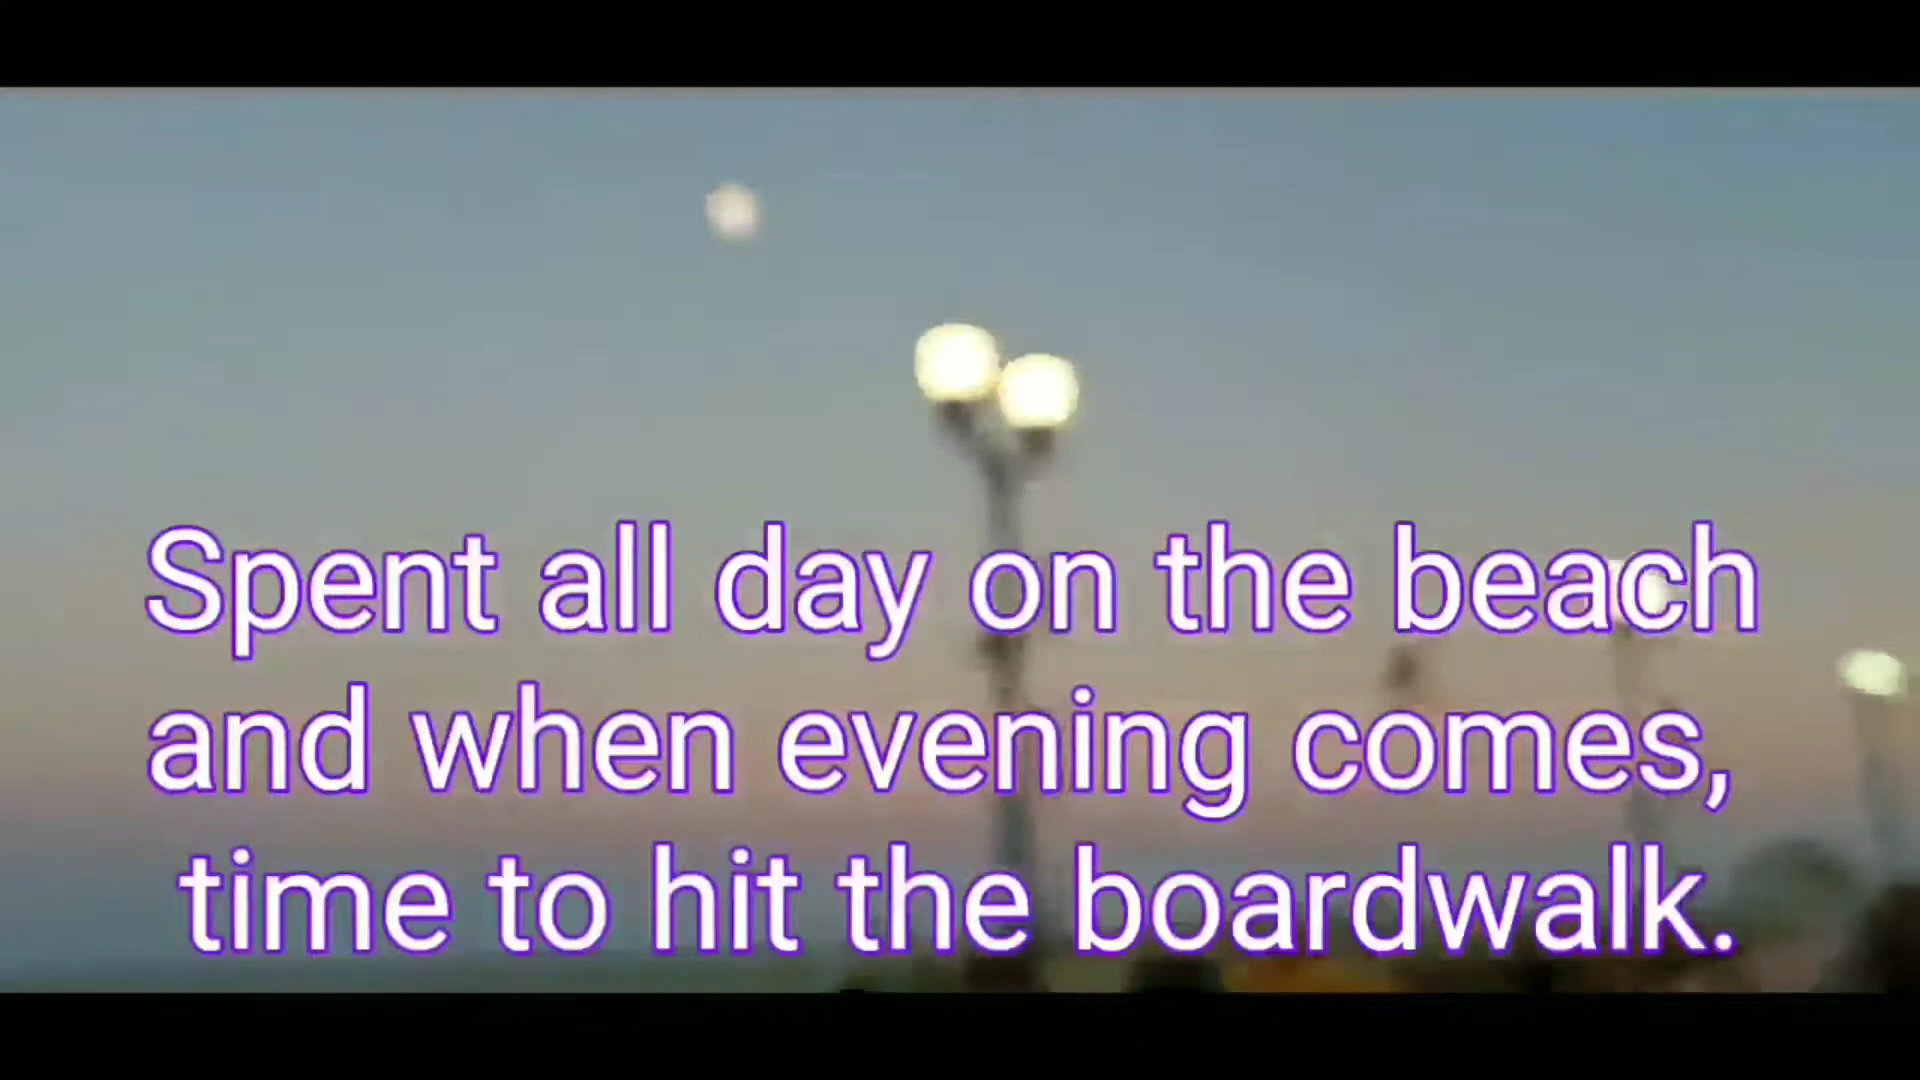 Spent all day on the beach
and when evening comes,
time to hit the boardwalk.